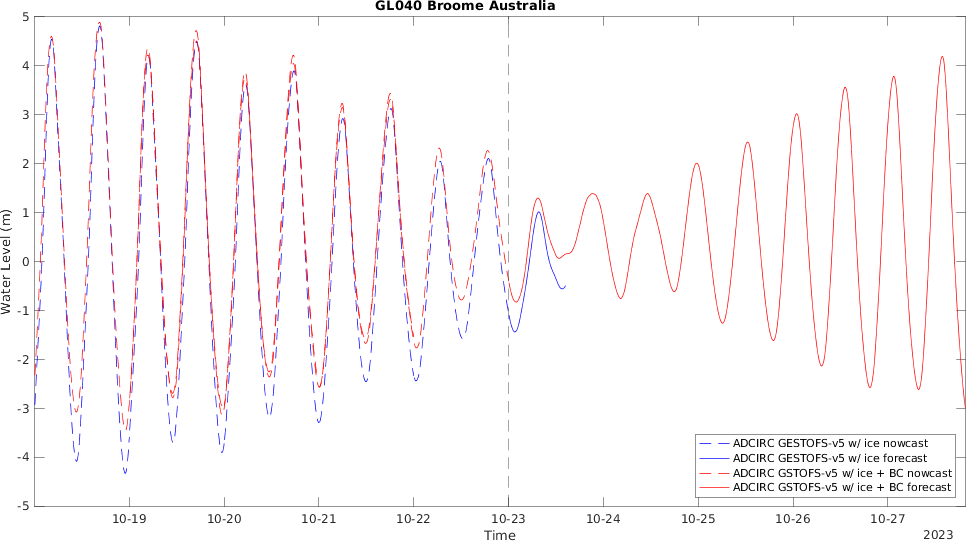 GL040 Broome Australia
5
4
3
2
1
0
-1
-2
-3
-4
-5
Water Level (m)
10-19 10-20 10-21 10-22 10-23 10-24 10-25 10-26 10-27
Time
2023
ADCIRC GESTOFS-v5 w/ ice nowcast
ADCIRC GESTOFS-v5 w/ ice forecast
ADCIRC GSTOFS-v5 w/ ice + BC nowcast
ADCIRC GSTOFS-v5 w/ ice + BC forecast